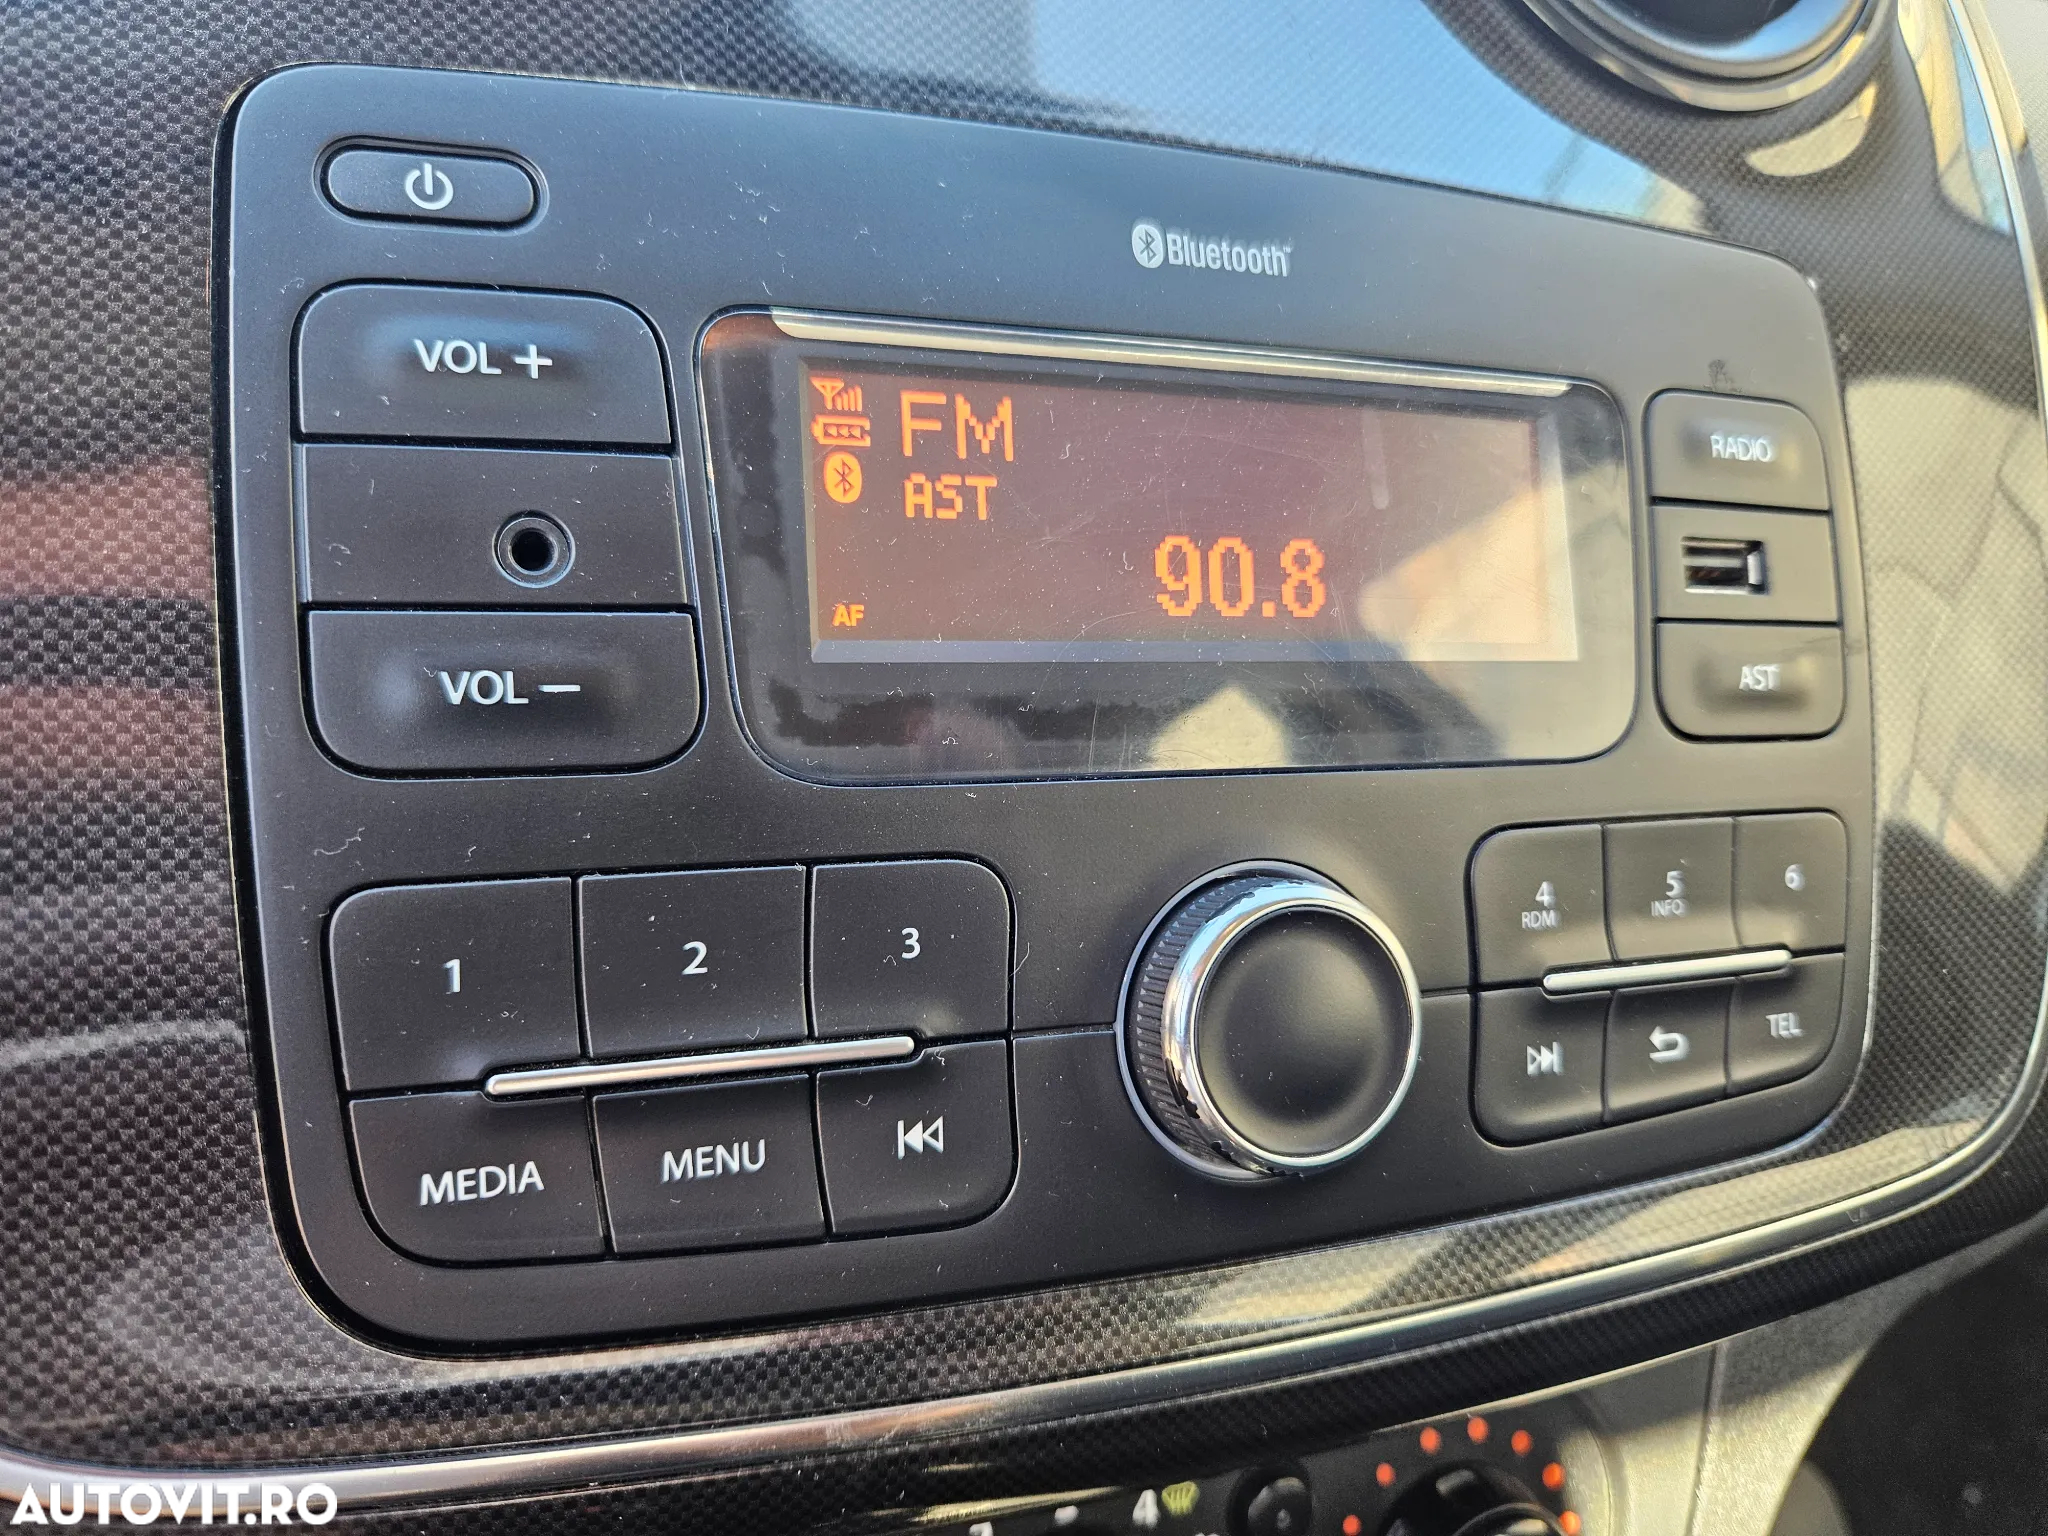 Bluetooth
VOL +
VOL −
FM
AST
90.8
AF
RADIO
AST
1
2
3
MEDIA
MENU
4
RDM
5
INFO
6
TEL
4
AUTOVIT.RO